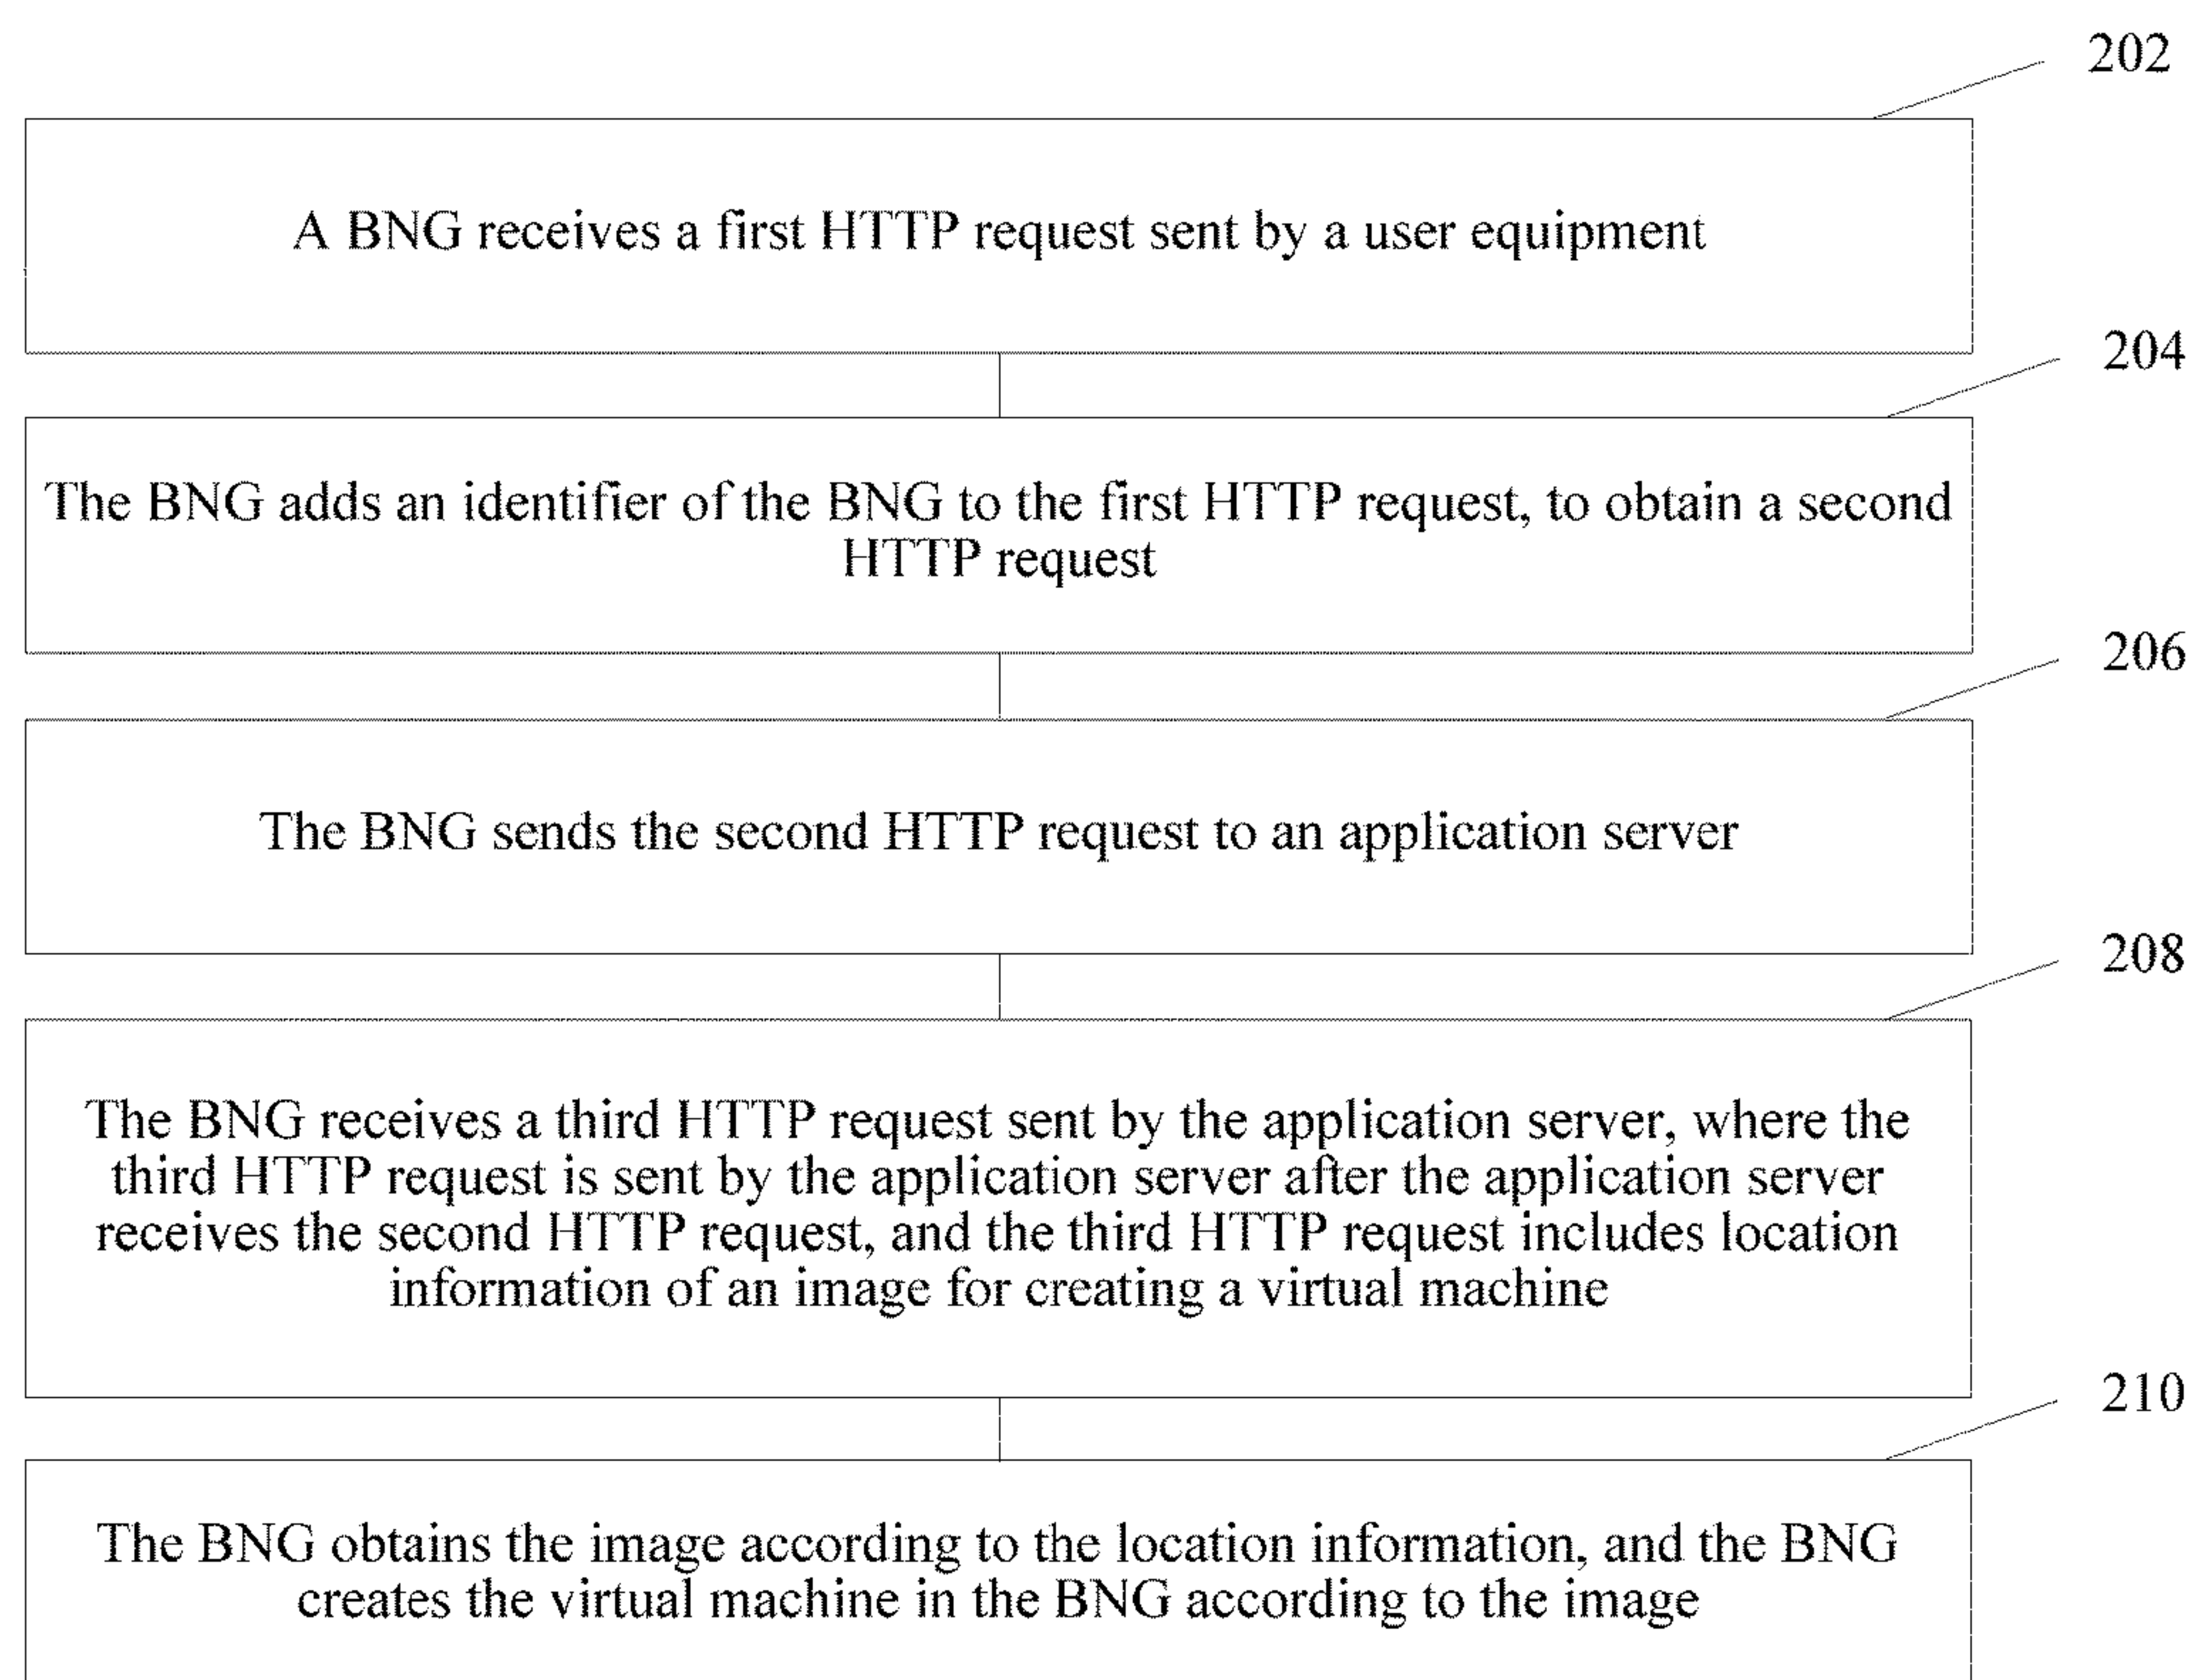 202
A BNG receives a first HTTP request sent by a user equipment
204
The BNG adds an identifier of the BNG to the first HTTP request, to obtain a second
HTTP request
206
The BNG sends the second HTTP request to an application server
208
The BNG receives a third HTTP request sent by the application server, where the
third HTTP request is sent by the application server after the application server
receives the second HTTP request, and the third HTTP request includes location
information of an image for creating a virtual machine
210
The BNG obtains the image according to the location information, and the BNG
creates the virtual machine in the BNG according to the image